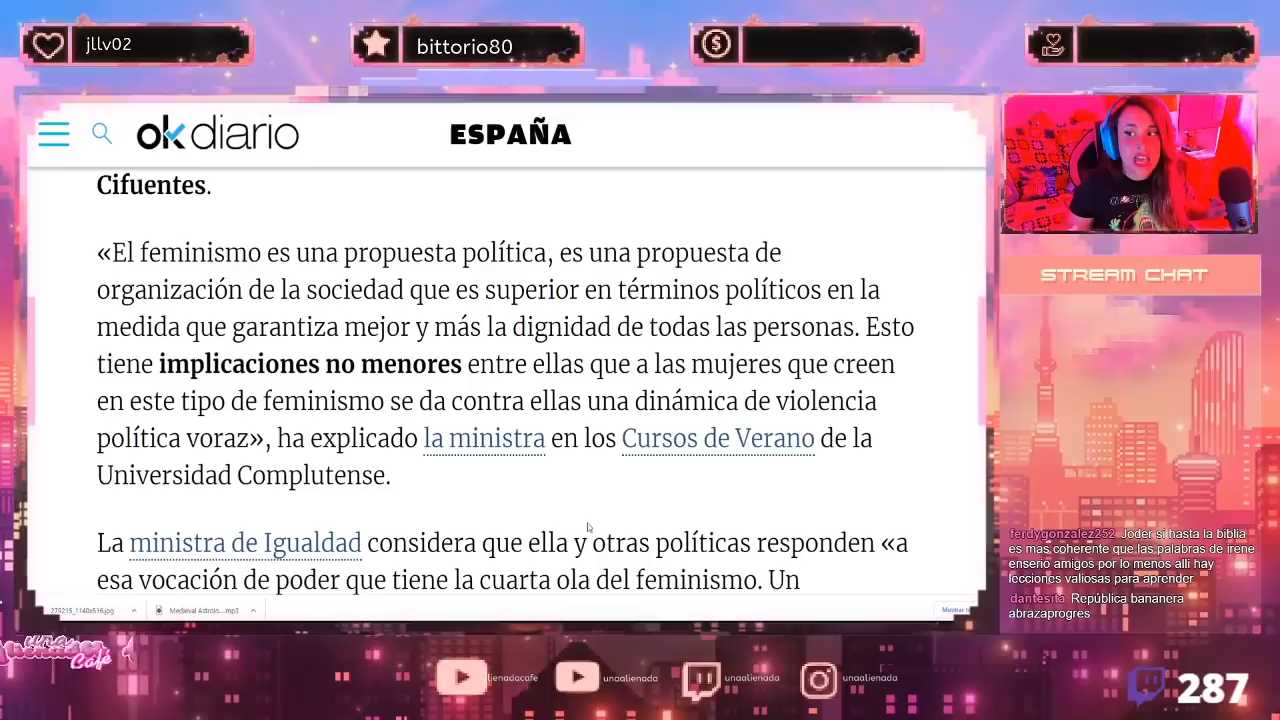 jllv02
bittorio80
okdiario
ESPAÑA
Cifuentes.
«El feminismo es una propuesta política, es una propuesta de
organización de la sociedad que es superior en términos políticos en la
medida que garantiza mejor y más la dignidad de todas las personas. Esto
tiene implicaciones no menores entre ellas que a las mujeres que creen
en este tipo de feminismo se da contra ellas una dinámica de violencia
política voraz», ha explicado la ministra en los Cursos de Verano de la
Universidad Complutense.
La ministra de Igualdad considera que ella y otras políticas responden «a
esa vocación de poder que tiene la cuarta ola del feminismo. Un
279215_1140x516.jpg
Medieval Astrolo....mp3
STREAM CHAT
ferdygonzalez252 Joder si hasta la biblia
es mas coherente que las palabras de irene
enserio amigos por lo menos alli hay
lecciones valiosas para aprender
dantesita República bananera
abrazaprogres
Café
lienadacafe
unaalienada
unaalienada
unaalienada
287